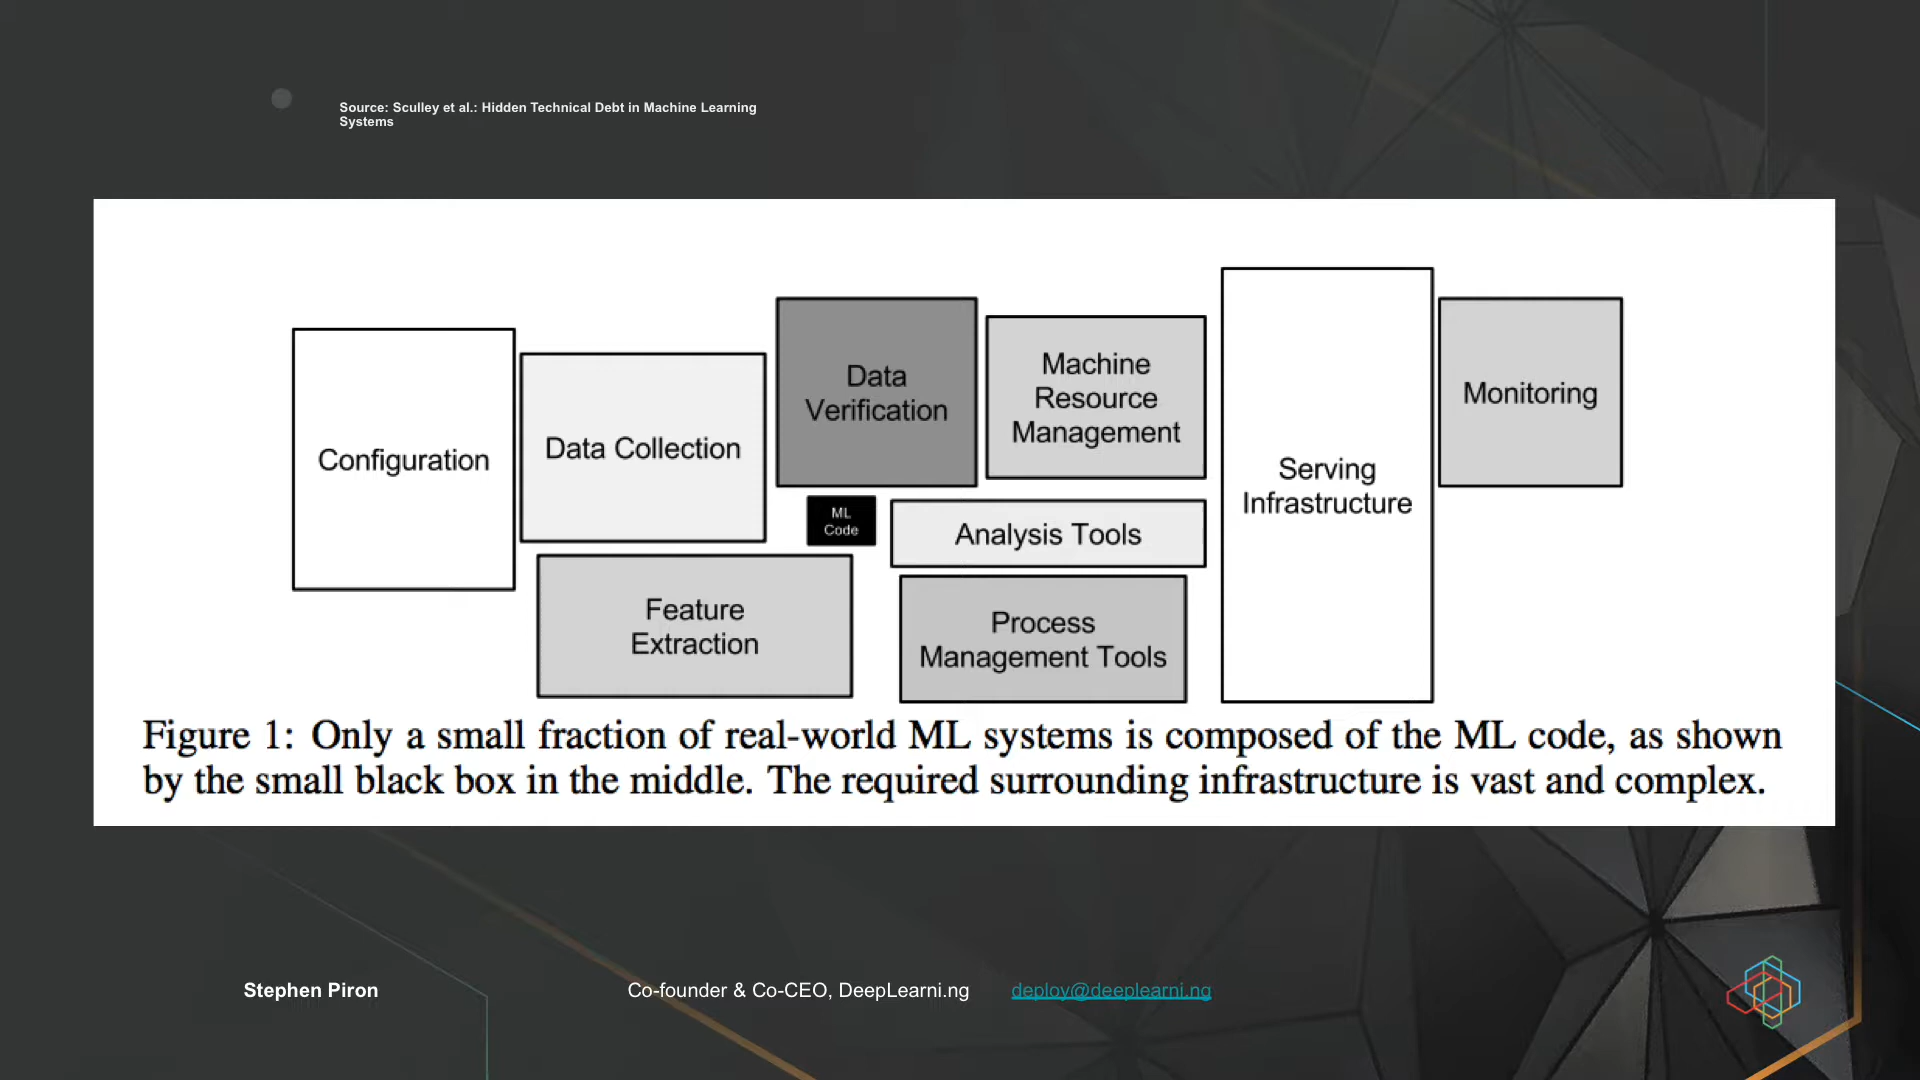 Source: Sculley et al.: Hidden Technical Debt in Machine Learning
Systems
Configuration
Data Collection
Data
Verification
Machine
Resource
Management
Monitoring
Serving
Infrastructure
ML
Code
Analysis Tools
Feature
Extraction
Process
Management Tools
Figure 1: Only a small fraction of real-world ML systems is composed of the ML code, as shown
by the small black box in the middle. The required surrounding infrastructure is vast and complex.
Stephen Piron
Co-founder & Co-CEO, DeepLearni.ng
deploy@deeplearni.ng